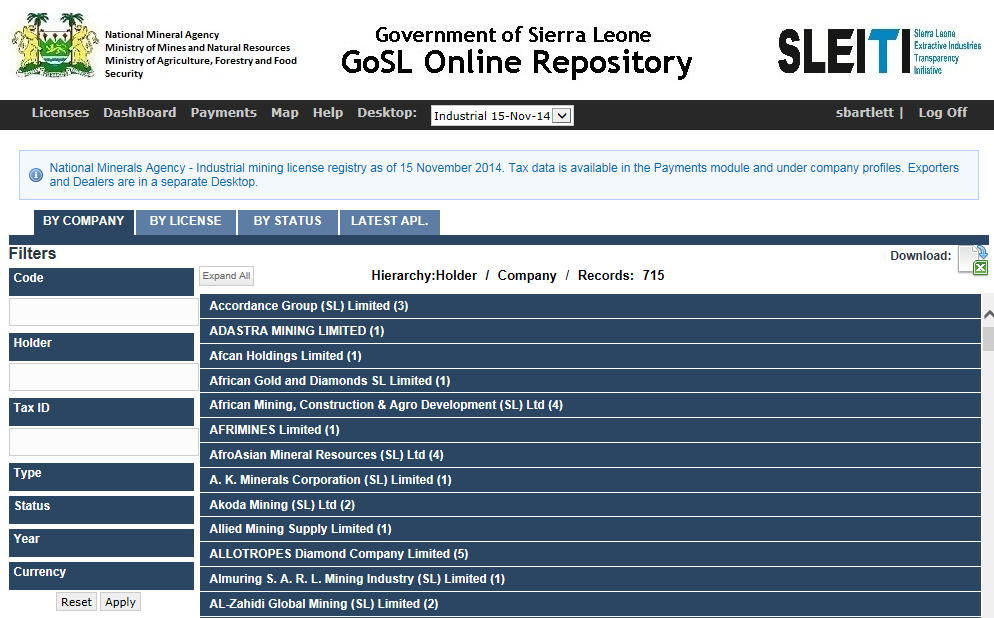 National Mineral Agency
Ministry of Mines and Natural Resources
Ministry of Agriculture, Forestry and Food
Security
Government of Sierra Leone
GoSL Online Repository
SLEITI
Sierra Leone
Extractive Industries
Transparency
Initiative
Licenses DashBoard Payments Map Help Desktop: Industrial 15-Nov-14 sbartlett | Log Off
National Minerals Agency - Industrial mining license registry as of 15 November 2014. Tax data is available in the Payments module and under company profiles. Exporters
and Dealers are in a separate Desktop.
BY COMPANY BY LICENSE BY STATUS LATEST APL.
Filters
Download:
Code
Expand All
Hierarchy:Holder / Company / Records: 715
Holder
Tax ID
Type
Status
Year
Currency
Reset Apply
Accordance Group (SL) Limited (3)
ADASTRA MINING LIMITED (1)
Afcan Holdings Limited (1)
African Gold and Diamonds SL Limited (1)
African Mining, Construction & Agro Development (SL) Ltd (4)
AFRIMINES Limited (1)
AfroAsian Mineral Resources (SL) Ltd (4)
A. K. Minerals Corporation (SL) Limited (1)
Akoda Mining (SL) Ltd (2)
Allied Mining Supply Limited (1)
ALLOTROPES Diamond Company Limited (5)
Almuring S. A. R. L. Mining Industry (SL) Limited (1)
AL-Zahidi Global Mining (SL) Limited (2)